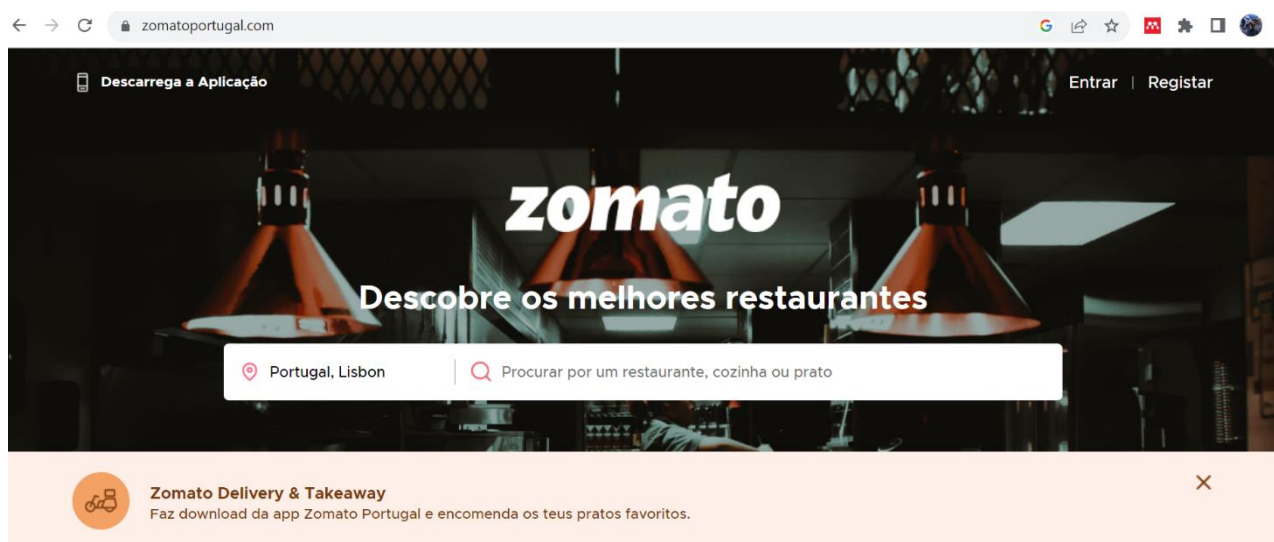 zomatoportugal.com
Descarrega a Aplicação
Entrar | Registar
zomato
Descobre os melhores restaurantes
Portugal, Lisbon
Procurar por um restaurante, cozinha ou prato
Zomato Delivery & Takeaway
Faz download da app Zomato Portugal e encomenda os teus pratos favoritos.